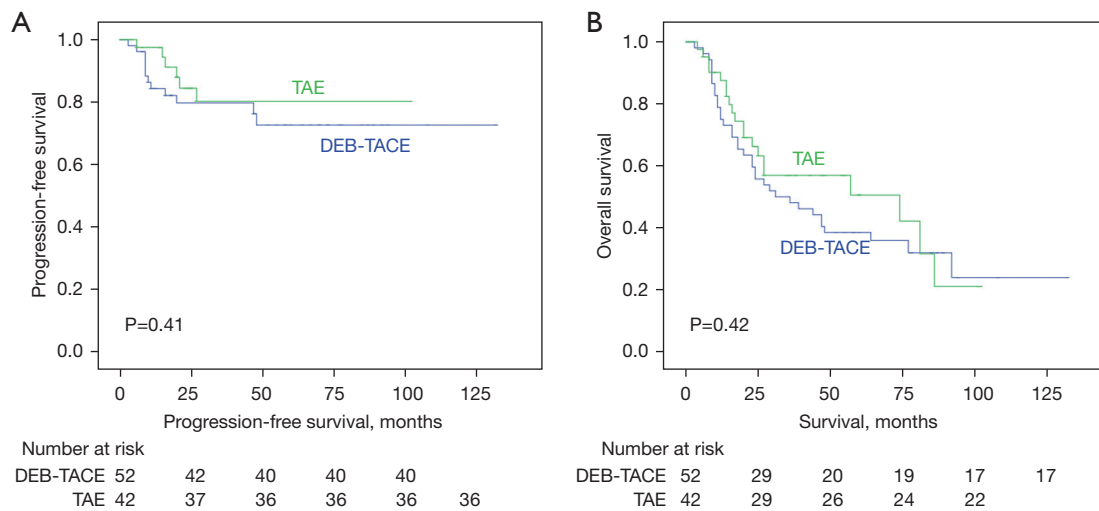 A
1.0
0.8
0.6
0.4
0.2
0.0
Progression-free survival
TAE
DEB-TACE
P=0.41
0 25 50 75 100 125
Progression-free survival, months
Number at risk
DEB-TACE 52 42 40 40 40
TAE 42 37 36 36 36 36
B
1.0
0.8
0.6
0.4
0.2
0.0
Overall survival
TAE
DEB-TACE
P=0.42
0 25 50 75 100 125
Survival, months
Number at risk
DEB-TACE 52 29 20 19 17 17
TAE 42 29 26 24 22